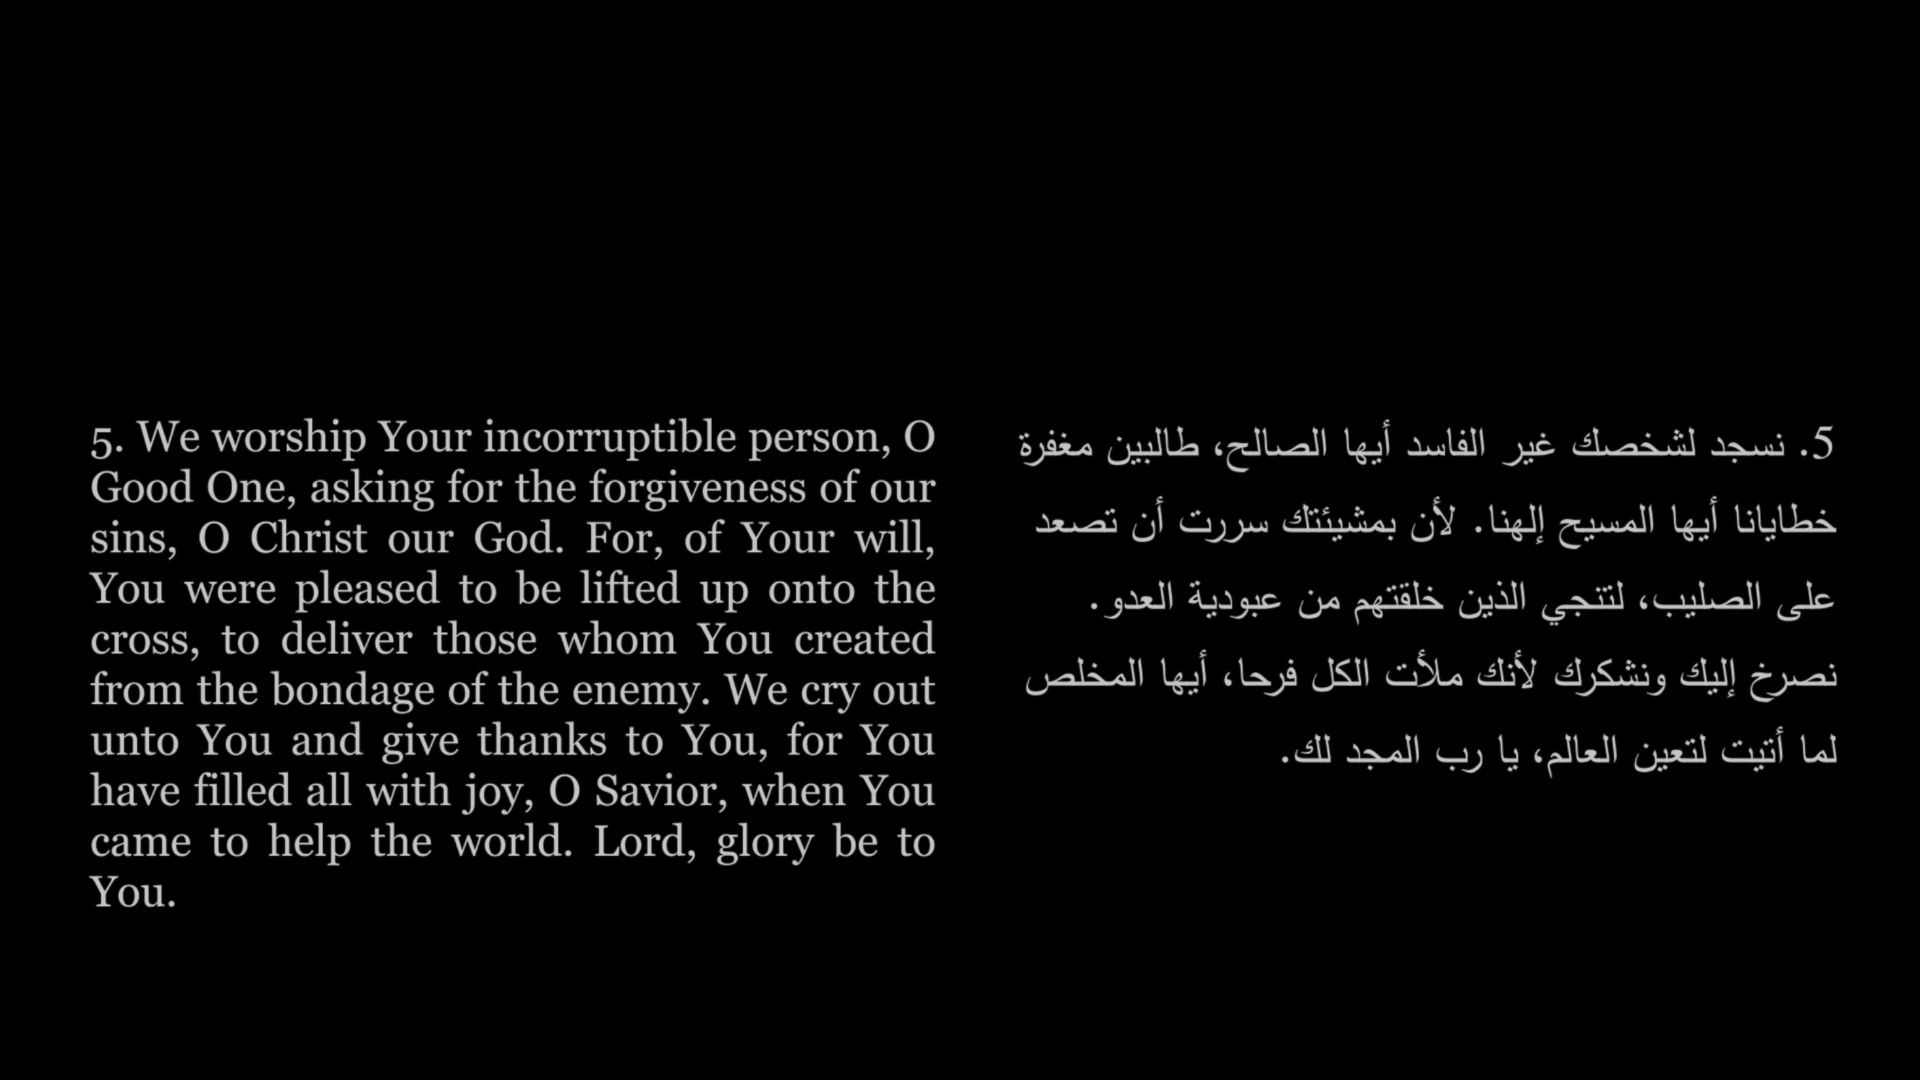 5. We worship Your incorruptible person, O
Good One, asking for the forgiveness of our
sins, O Christ our God. For, of Your will,
You were pleased to be lifted up onto the
cross, to deliver those whom You created
from the bondage of the enemy. We cry out
unto You and give thanks to You, for You
have filled all with joy, O Savior, when You
came to help the world. Lord, glory be to
You.
5. نسجد لشخصك غير الفاسد أيها الصالح، طالبين مغفرة
خطايانا أيها المسيح إلهنا. لأن بمشيئتك سررت أن تصعد
على الصليب، لتنجي الذين خلقتهم من عبودية العدو.
نصرخ إليك ونشكرك لأنك ملأت الكل فرحا، أيها المخلص
لما أتيت لتعين العالم، يا رب المجد لك.